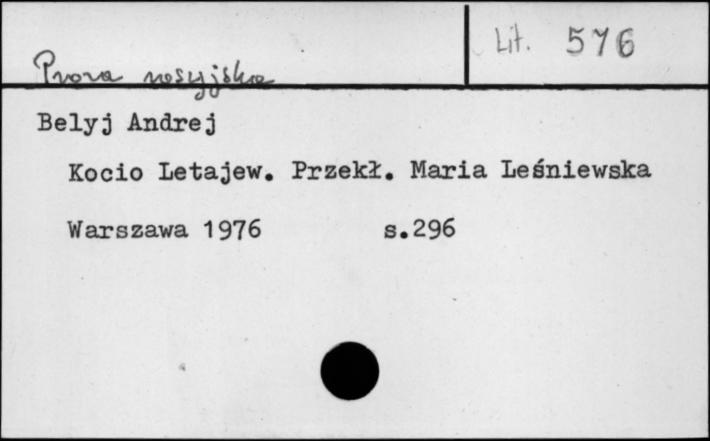 Lit. 576
Proza rosyjska
Belyj Andrej
Kocio Letajew. Przekł. Maria Leśniewska
Warszawa 1976 s.296